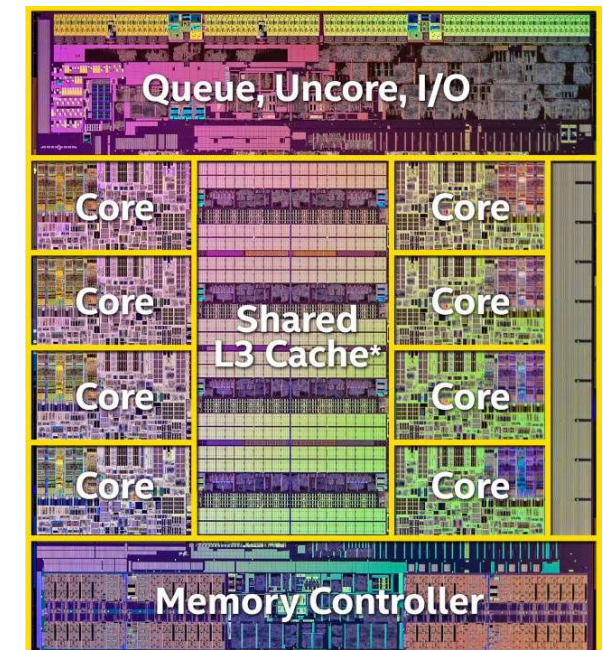 Queue, Uncore, I/O
Core
Core
Core
Core
Shared
L3 Cache*
Core
Core
Core
Core
Memory Controller